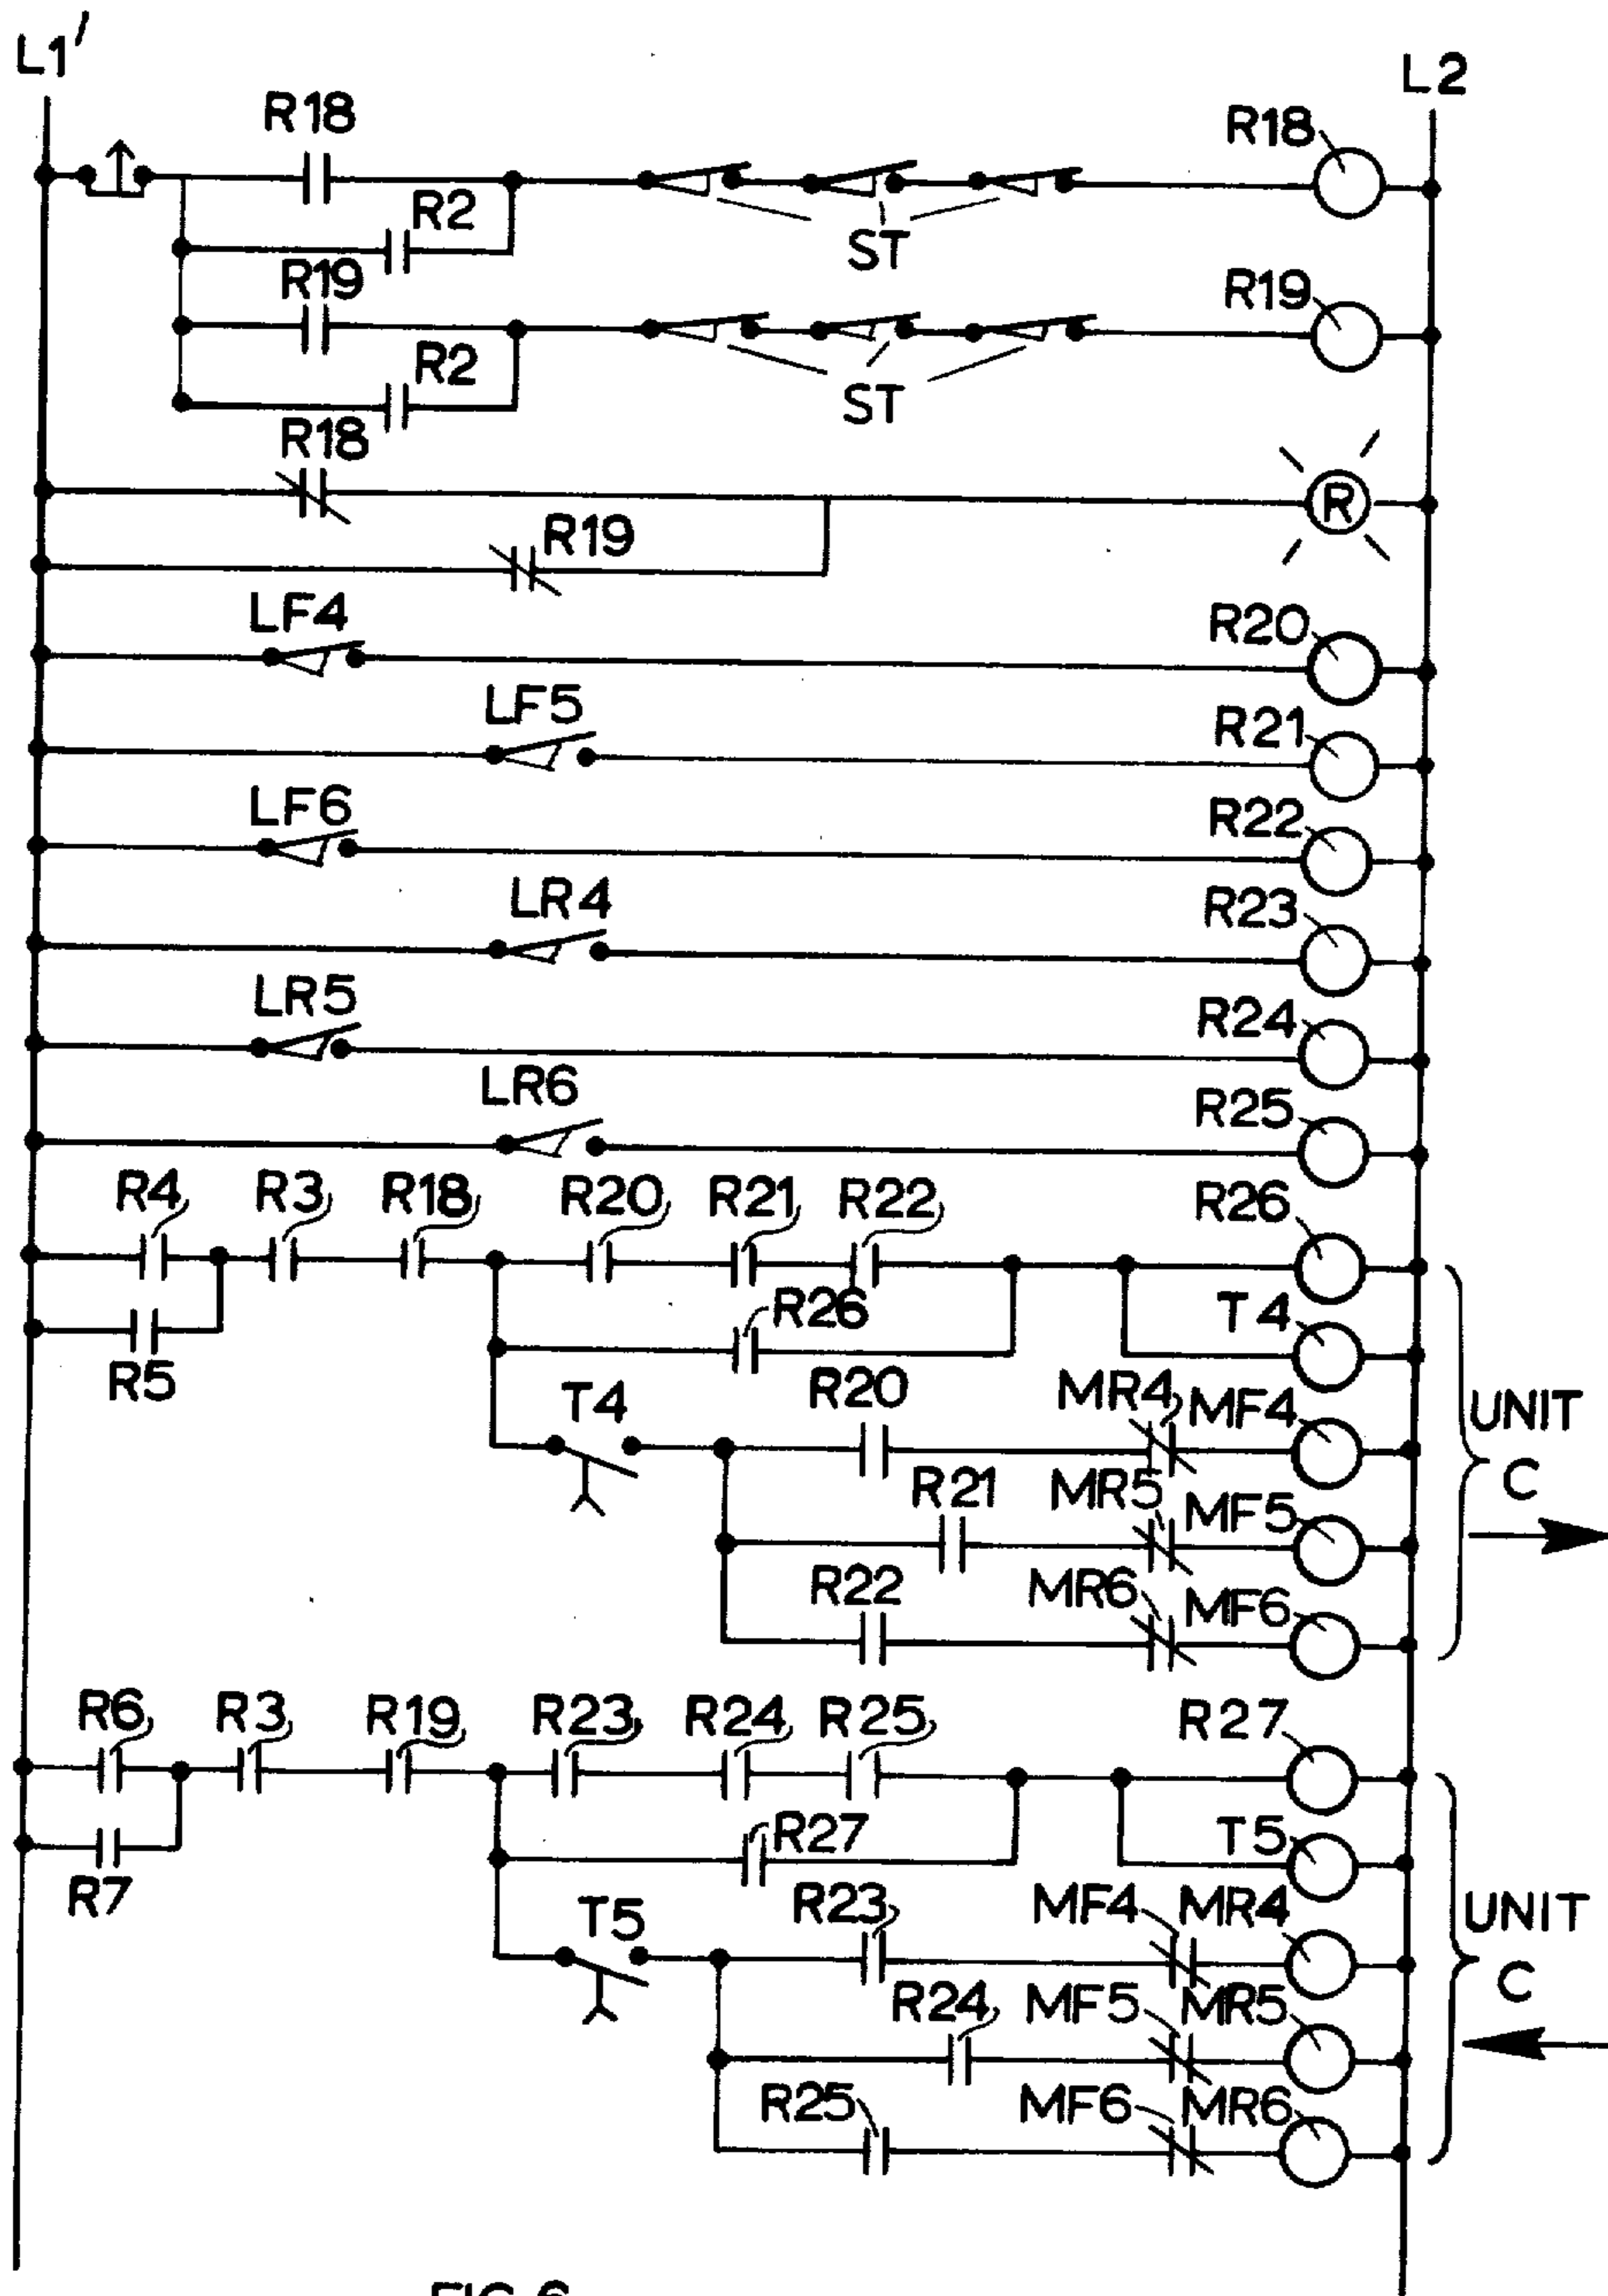 L1' L2
R18 R18
R2
ST
R19 R19
R2
ST
R18
R
R19
LF4 R20
LF5 R21
LF6 R22
LR4 R23
LR5 R24
LR6 R25
R4 R3 R18 R20 R21 R22 R26
R26 T4
R5
T4 R20 MR4 MF4 UNIT
C
R21 MR5 MF5
R22 MR6 MF6
R6 R3 R19 R23 R24 R25 R27
R27 T5
R7
T5 R23 MF4 MR4 UNIT
C
R24 MF5 MR5
R25 MF6 MR6
FIG 6